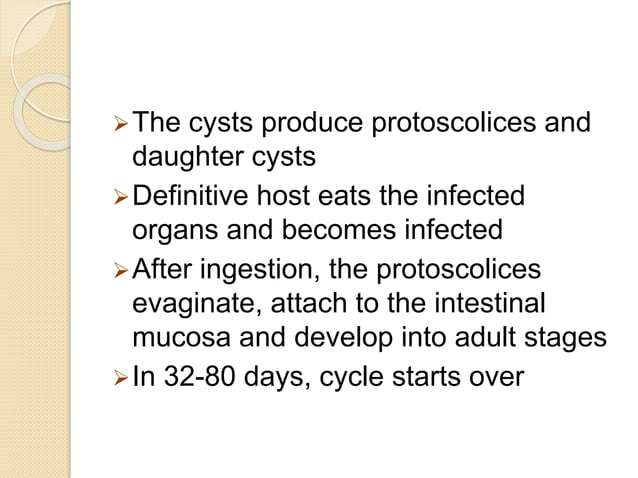 ➢The cysts produce protoscolices and
daughter cysts
➢Definitive host eats the infected
organs and becomes infected
➢After ingestion, the protoscolices
evaginate, attach to the intestinal
mucosa and develop into adult stages
➢In 32-80 days, cycle starts over